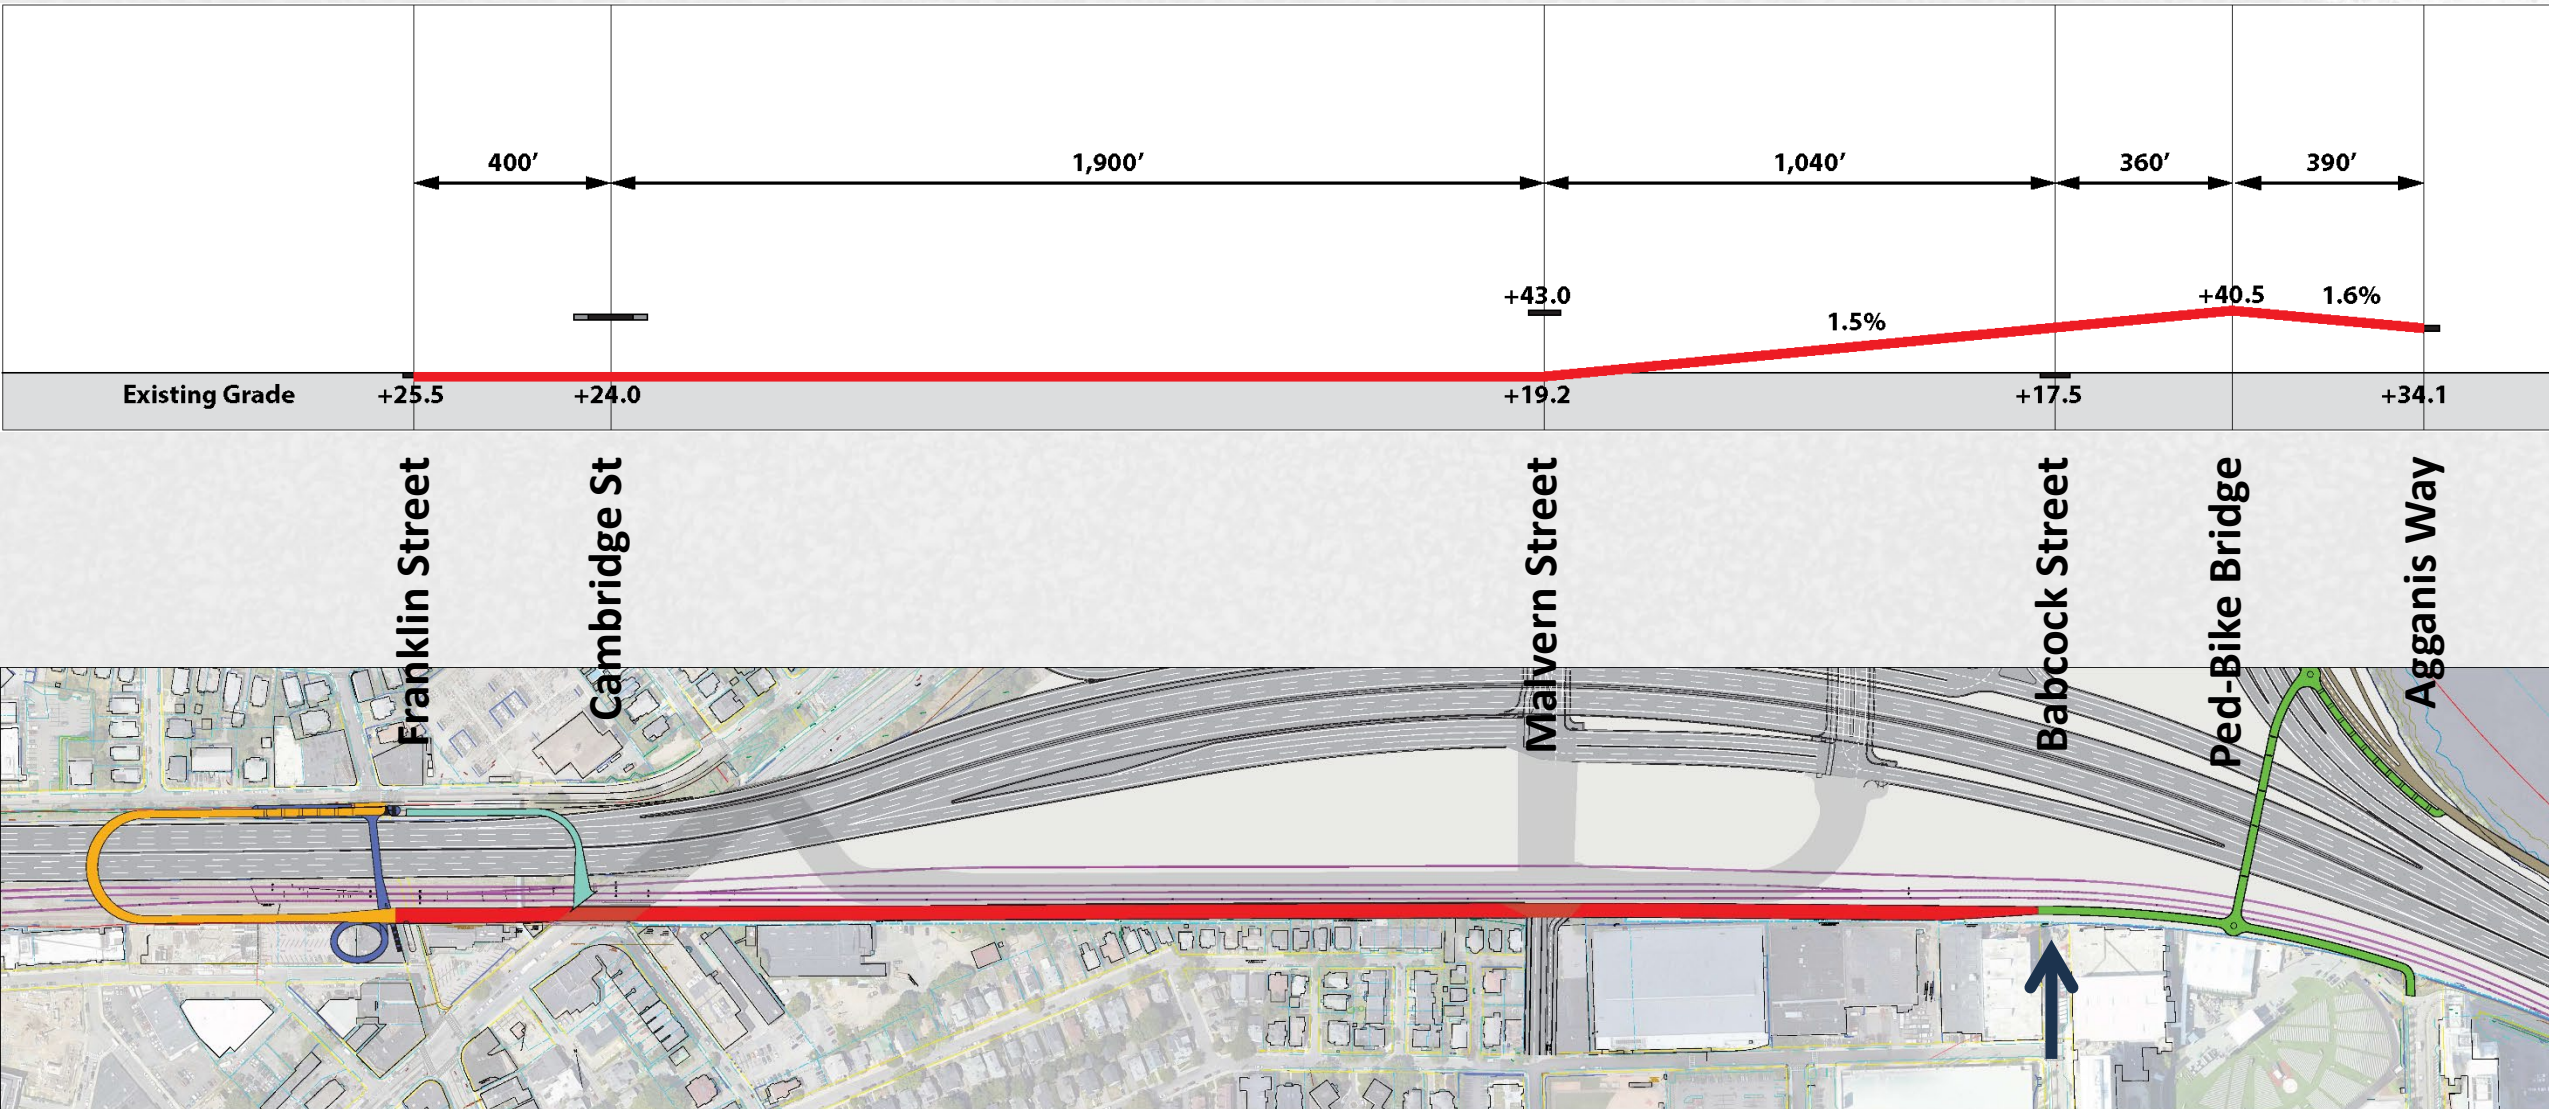 400’
1,900’
1,040’
360’
390’
+43.0
+40.5
1.6%
1.5%
Existing Grade
+25.5
+24.0
+19.2
+17.5
+34.1
Franklin Street
Cambridge St
Malvern Street
Babcock Street
Ped-Bike Bridge
Agganis Way